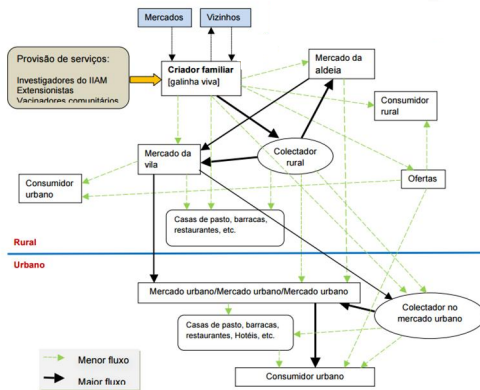 Mercados
Vizinhos
Provisão de serviços:
Investigadores do IIAM
Extensionistas
Vacinadores comunitários
Criador familiar
[galinha viva]
Mercado da
aldeia
Consumidor
rural
Mercado da
vila
Colectador
rural
Consumidor
urbano
Ofertas
Casas de pasto, barracas,
restaurantes, etc.
Rural
Urbano
Mercado urbano/Mercado urbano/Mercado urbano
Colectador no
mercado urbano
Casas de pasto, barracas,
restaurantes, Hotéis, etc.
Menor fluxo
Maior fluxo
Consumidor urbano